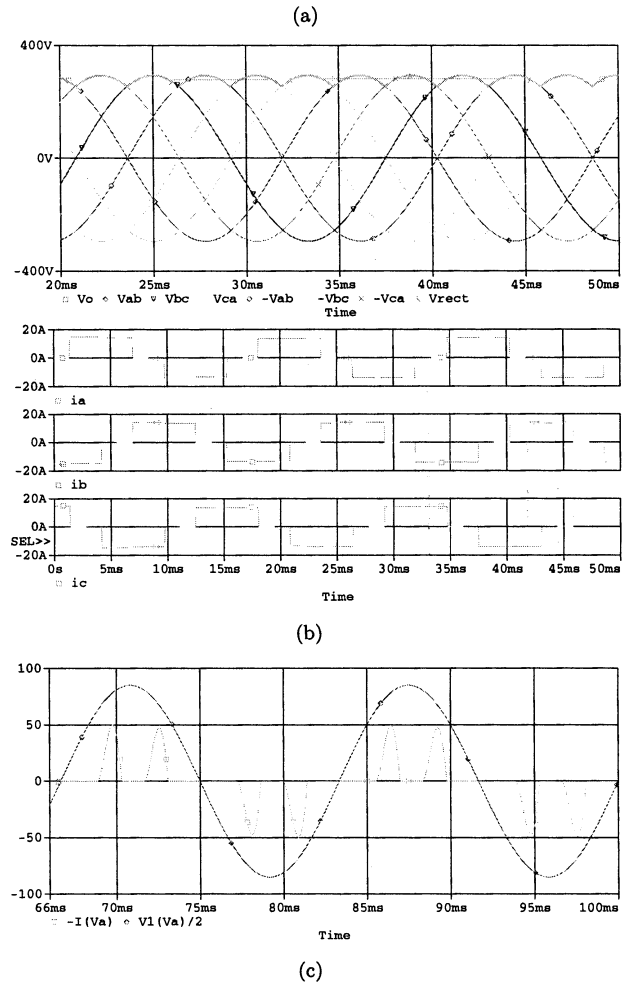 (a)
400V
0V
-400V
20ms 25ms 30ms 35ms 40ms 45ms 50ms
Vo Vab Vbc Vca -Vab -Vbc -Vca Vrect
Time
20A
0A
-20A
ia
20A
0A
-20A
ib
20A
0A
SEL>>
-20A
0s 5ms 10ms 15ms 20ms 25ms 30ms 35ms 40ms 45ms 50ms
ic
Time
(b)
100
50
0
-50
-100
66ms 70ms 75ms 80ms 85ms 90ms 95ms 100ms
-I(Va) V1(Va)/2
Time
(c)